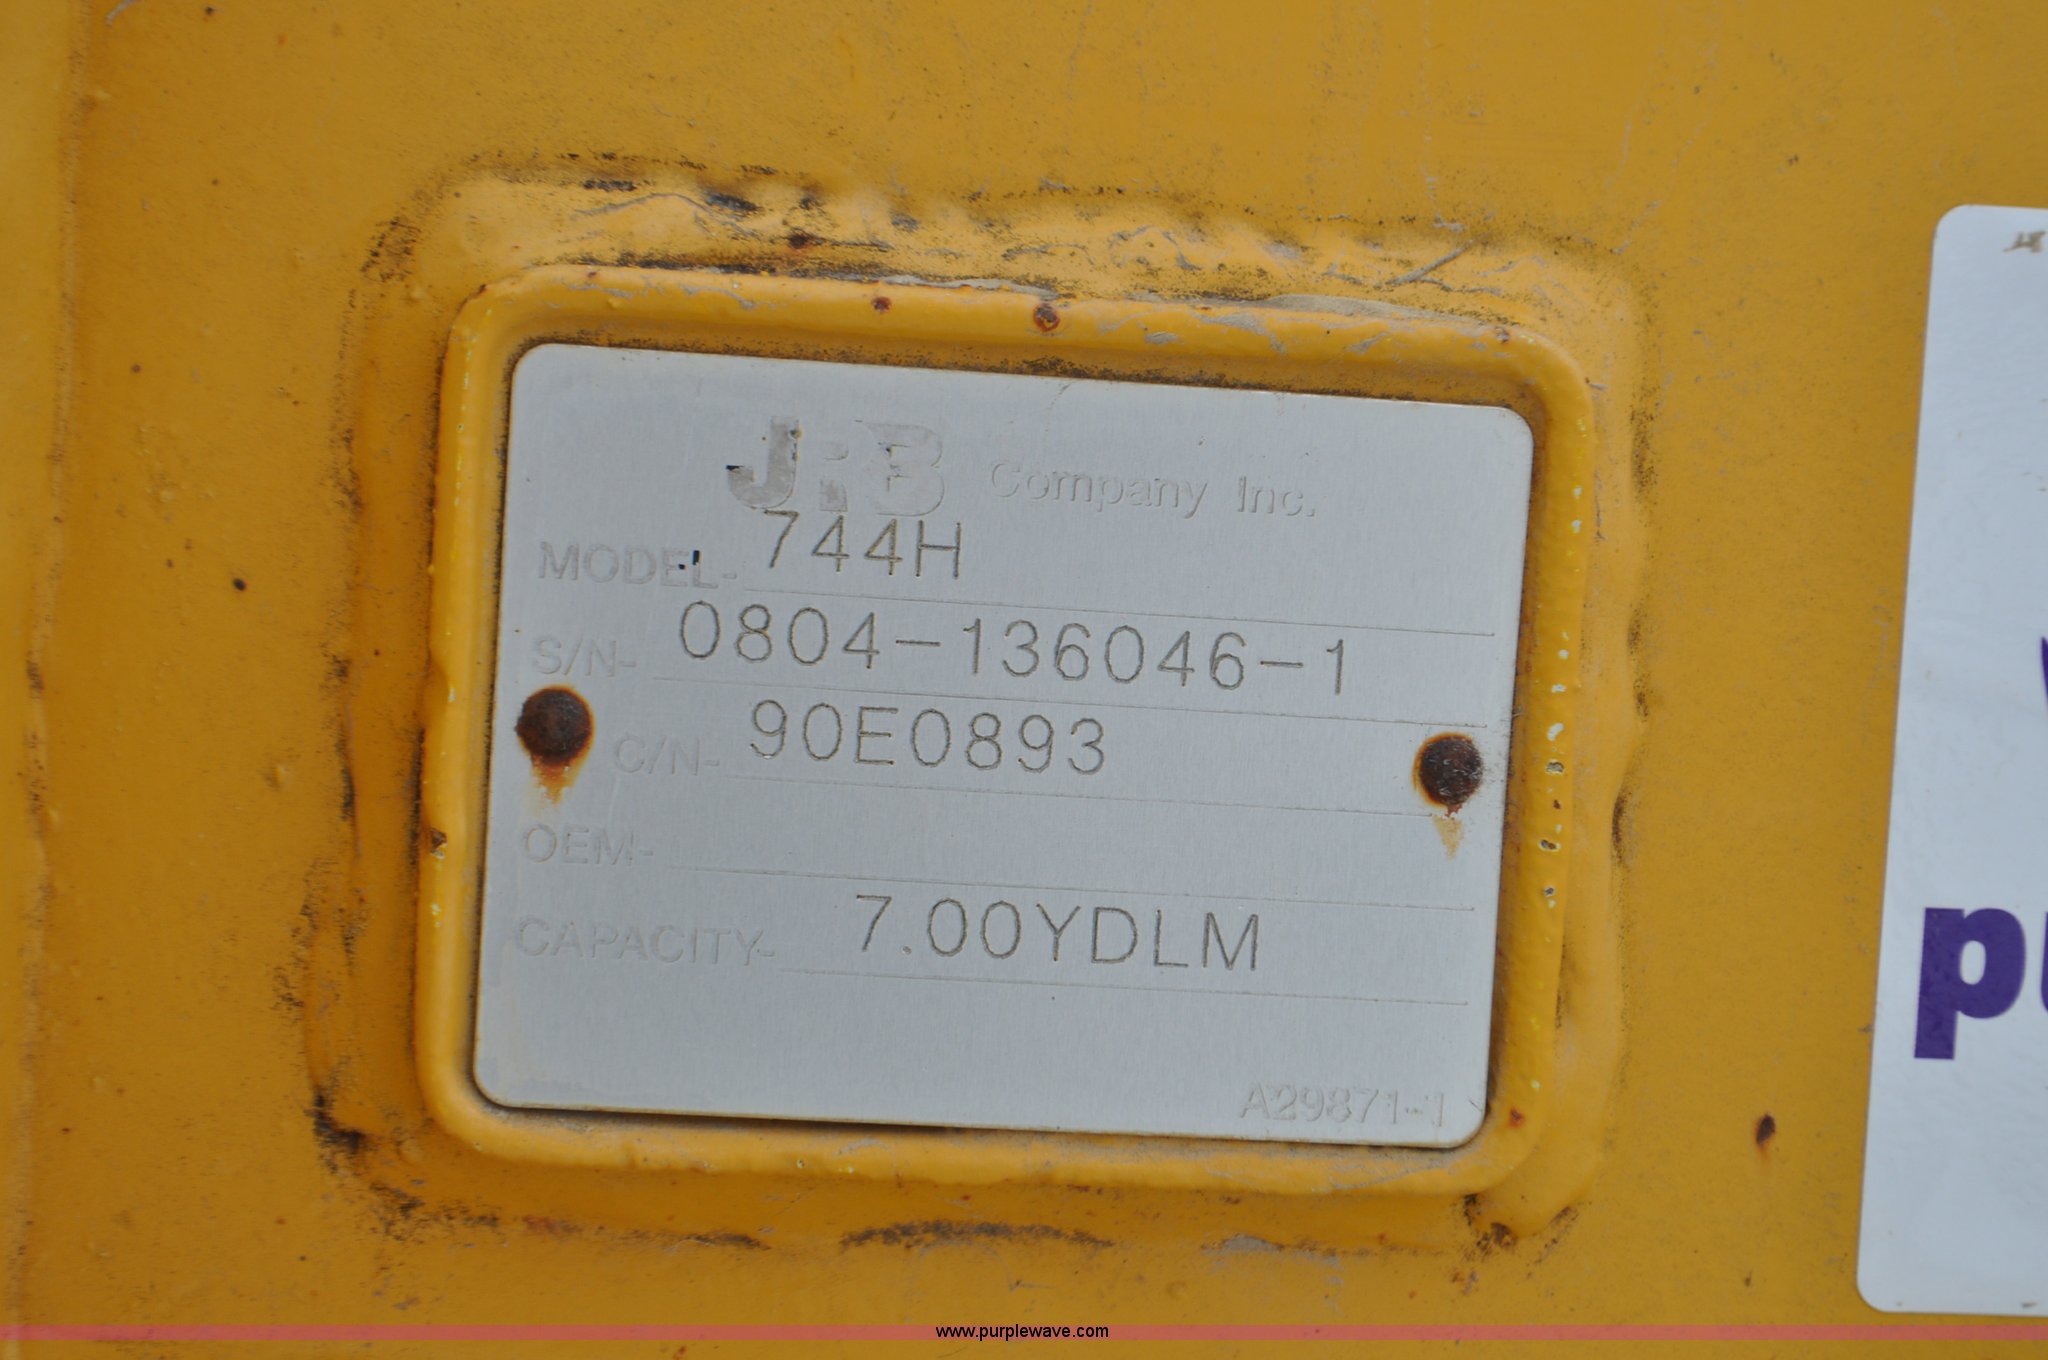 JRB Company Inc.
MODEL- 744H
S/N- 0804-136046-1
C/N- 90E0893
OEM-
CAPACITY- 7.00YDLM
A29871-1
www.purplewave.com